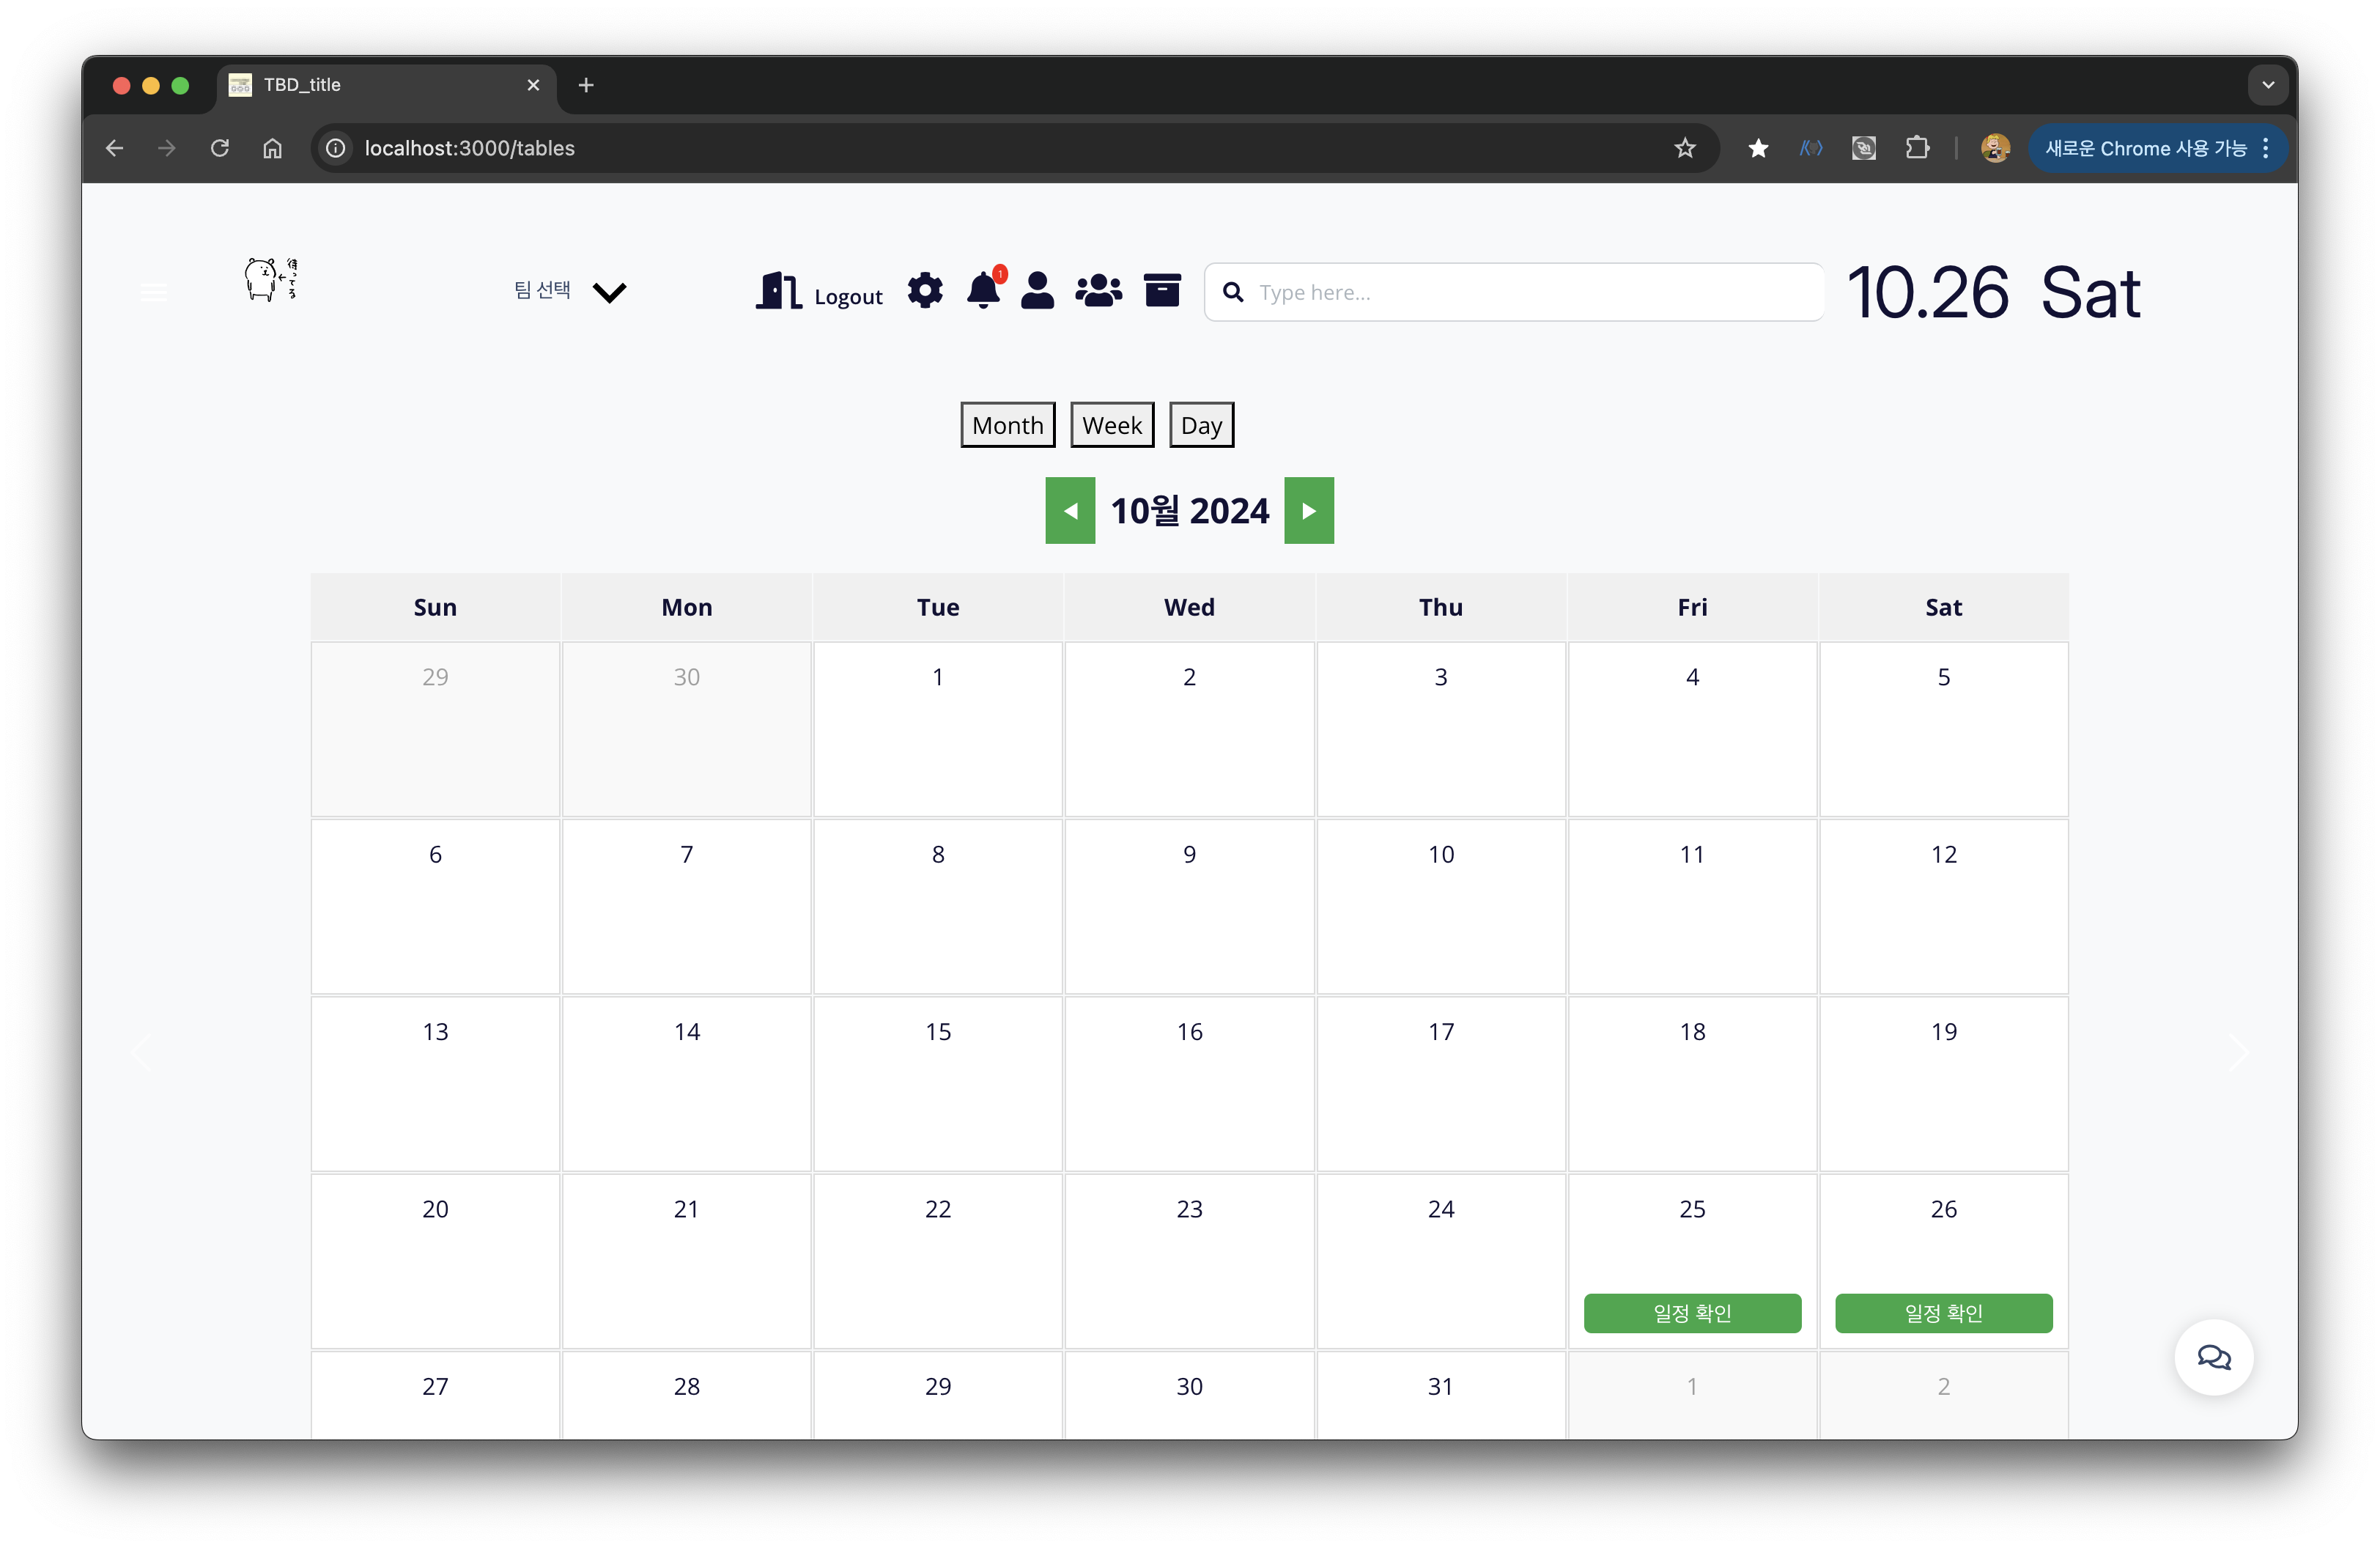 TBD_title
localhost:3000/tables
새로운 Chrome 사용 가능
待ってる
팀 선택
Logout
1
Type here...
10.26 Sat
Month Week Day
10월 2024
Sun Mon Tue Wed Thu Fri Sat
29 30 1 2 3 4 5
6 7 8 9 10 11 12
13 14 15 16 17 18 19
20 21 22 23 24 25 26
일정 확인 일정 확인
27 28 29 30 31 1 2